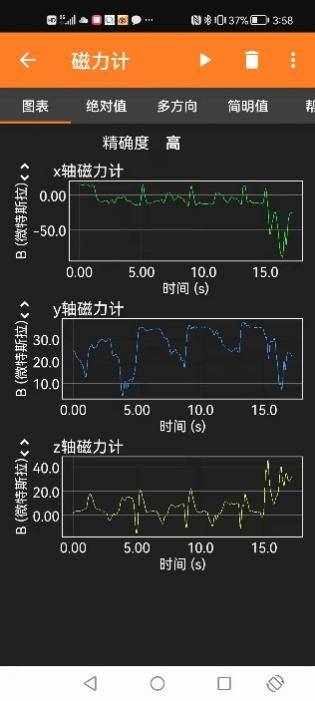 37% 3:58
磁力计
图表 绝对值 多方向 简明值
精确度 高
x轴磁力计
B (微特斯拉)
0.00
-50.0
0.00 5.00 10.0 15.0
时间 (s)
y轴磁力计
B (微特斯拉)
30.0
20.0
10.0
0.00 5.00 10.0 15.0
时间 (s)
z轴磁力计
B (微特斯拉)
40.0
20.0
0.00
0.00 5.00 10.0 15.0
时间 (s)